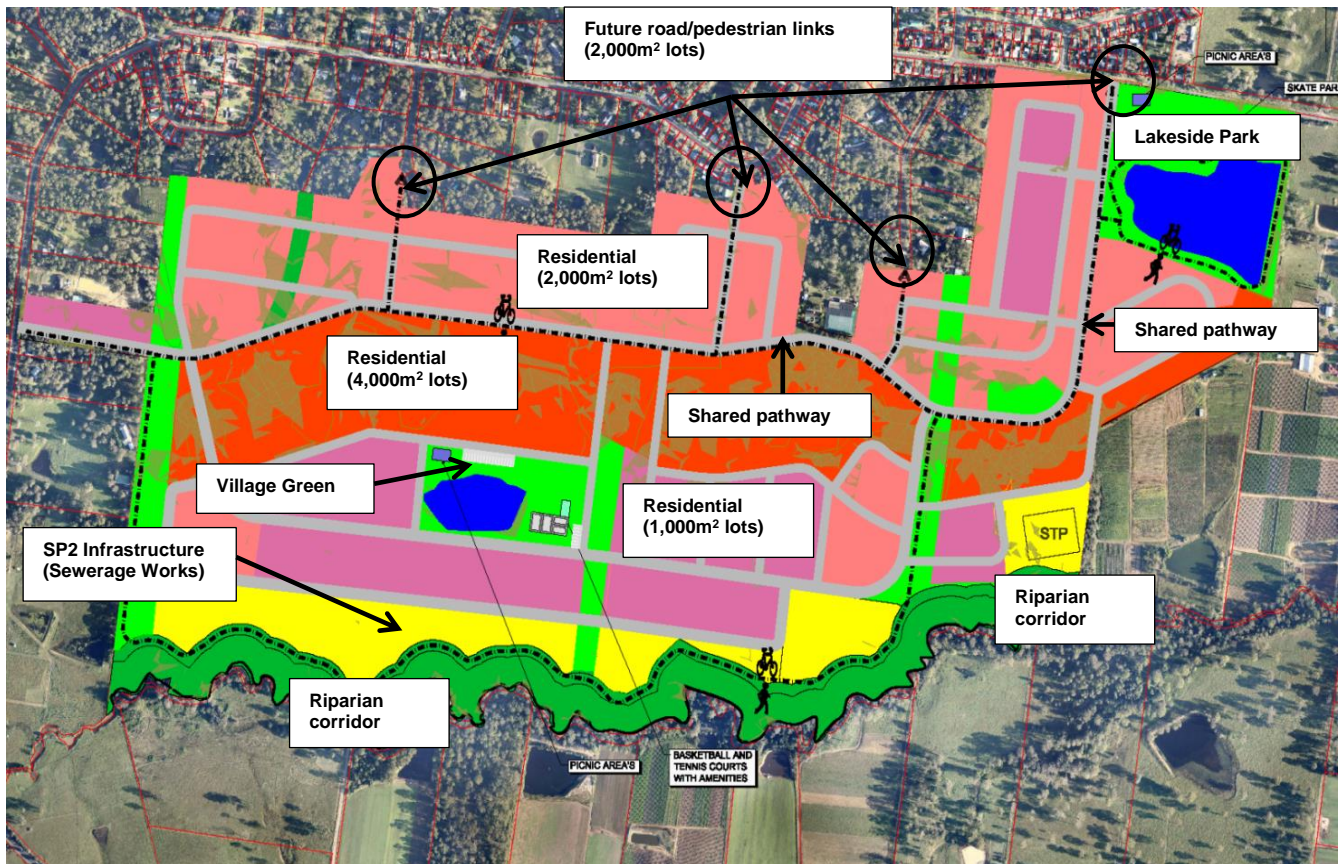 Future road/pedestrian links
(2,000m² lots)
PICNIC AREA'S
SKATE PAR
Lakeside Park
Residential
(2,000m² lots)
Shared pathway
Residential
(4,000m² lots)
Shared pathway
Village Green
Residential
(1,000m² lots)
SP2 Infrastructure
(Sewerage Works)
STP
Riparian
corridor
Riparian
corridor
PICNIC AREA'S
BASKETBALL AND
TENNIS COURTS
WITH AMENITIES